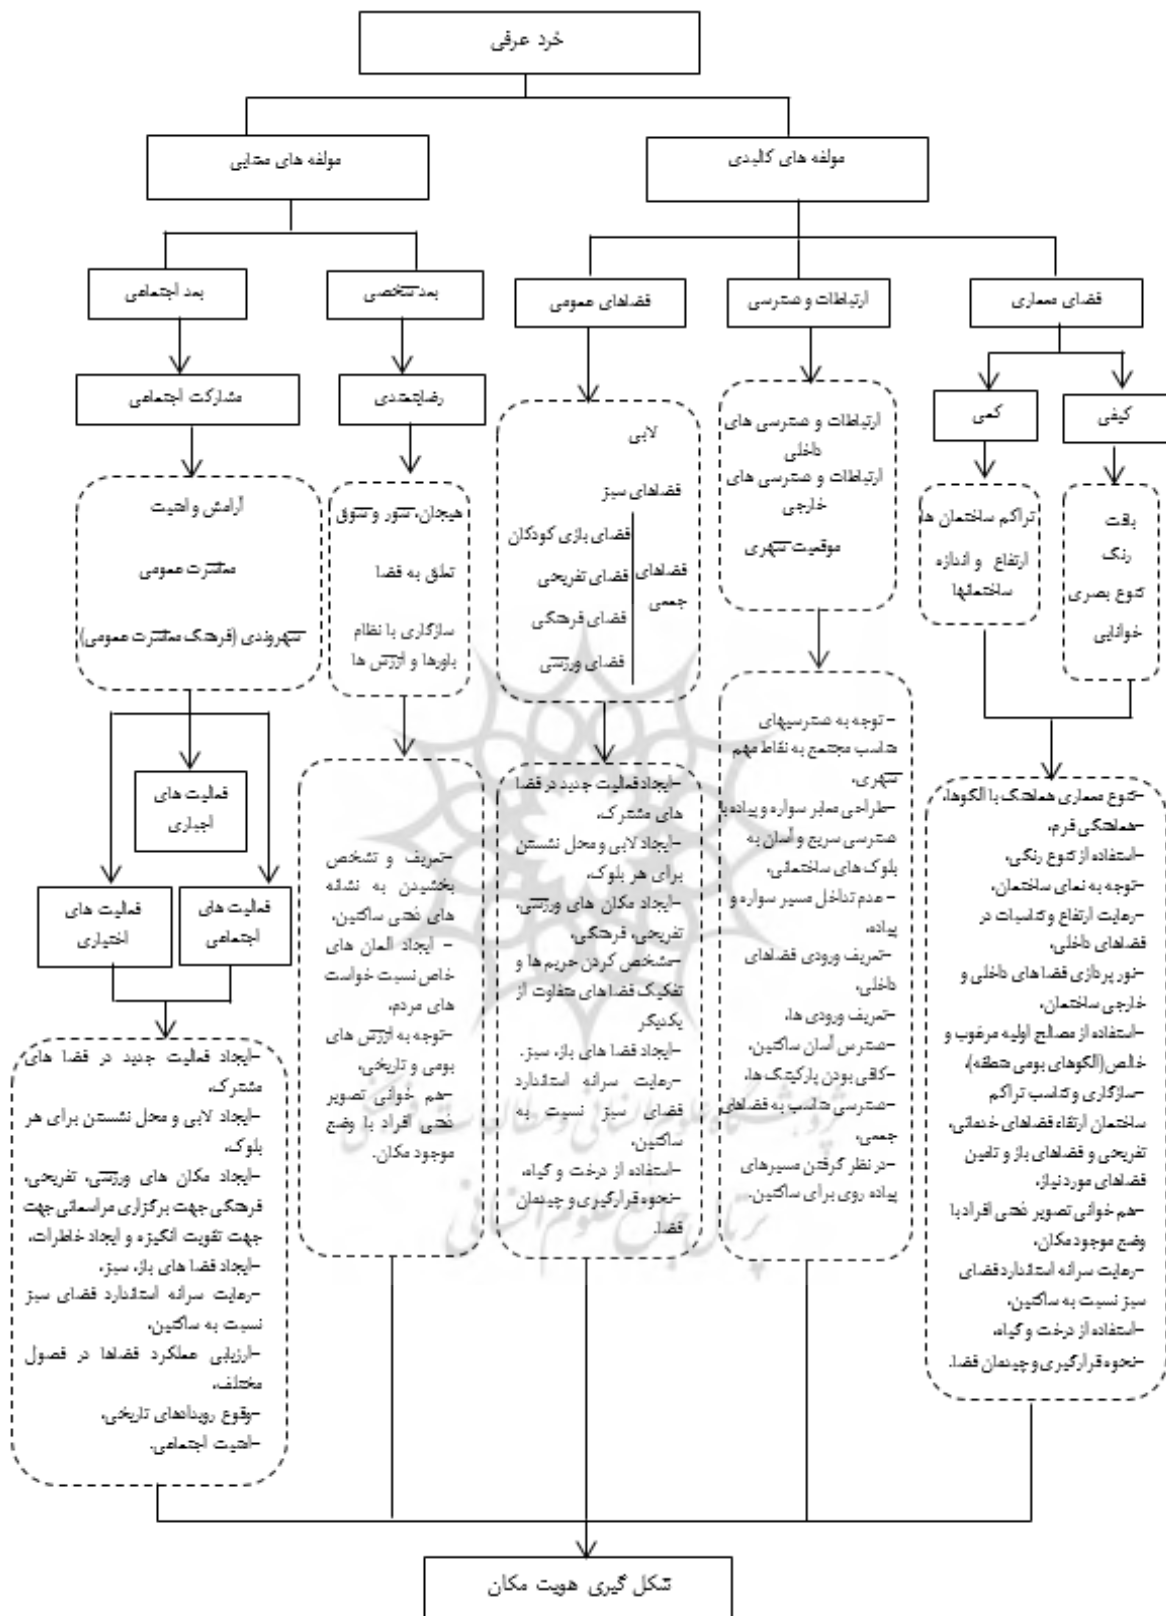 خرد عرفی
مولفه های کالبدی
مولفه های معنایی
فضای معماری
ارتباطات و دسترسی
فضاهای عمومی
بعد شخصی
بعد اجتماعی
کیفی
کمی
رضایتمندی
مشارکت اجتماعی
بافت
رنگ
تنوع بصری
خوانایی
تراکم ساختمان ها
ارتفاع و اندازه
ساختمانها
ارتباطات و دسترسی های
داخلی
ارتباطات و دسترسی های
خارجی
موقعیت شهری
لابی
فضاهای سبز
فضاهای
جمعی
فضای بازی کودکان
فضای تفریحی
فضای فرهنگی
فضای ورزشی
هیجان، شور و شوق
تعلق به فضا
سازگاری با نظام
باورها و ارزش ها
آرامش و امنیت
معاشرت عمومی
شهروندی (فرهنگ معاشرت عمومی)
فعالیت های
اجباری
فعالیت های
اجتماعی
فعالیت های
اختیاری
-تنوع معماری هماهنگ با الگوها،
-هماهنگی فرم،
-استفاده از تنوع رنگی،
-توجه به نمای ساختمان،
-رعایت ارتفاع و تناسبات در
فضاهای داخلی،
-نور پردازی فضا های داخلی و
خارجی ساختمان،
-استفاده از مصالح اولیه مرغوب و
خالص(الگوهای بومی منطقه)،
-سازگاری و تناسب تراکم
ساختمان ارتقاء فضاهای خدماتی،
تفریحی و فضاهای باز و تامین
فضاهای مورد نیاز،
-هم خوانی تصویر ذهنی افراد با
وضع موجود مکان،
-رعایت سرانه استاندارد فضای
سبز نسبت به ساکنین،
-استفاده از درخت و گیاه،
-نحوه قرارگیری و چیدمان فضا.
- توجه به دسترسیهای
مناسب مجتمع به نقاط مهم
شهری،
-طراحی معابر سواره و پیاده با
دسترسی سریع و آسان به
بلوک های ساختمانی،
- عدم تداخل مسیر سواره و
پیاده،
-تعریف ورودی فضاهای
داخلی،
-تعریف ورودی ها،
-دسترس آسان ساکنین،
-کافی بودن پارکینگ ها،
-دسترسی مناسب به فضاهای
جمعی،
-در نظر گرفتن مسیرهای
پیاده روی برای ساکنین.
-ایجاد فعالیت جدید در فضا
های مشترک،
-ایجاد لابی و محل نشستن
برای هر بلوک،
-ایجاد مکان های ورزشی،
تفریحی، فرهنگی،
-مشخص کردن حریم ها و
تفکیک فضا های متفاوت از
یکدیگر
-ایجاد فضا های باز، سبز.
-رعایت سرانه استاندارد
فضای سبز نسبت به
ساکنین،
-استفاده از درخت و گیاه،
-نحوه قرارگیری و چیدمان
فضا.
-تعریف و تشخص
بخشیدن به نشانه
های ذهنی ساکنین،
- ایجاد المان های
خاص نسبت خواست
های مردم،
-توجه به ارزش های
بومی و تاریخی،
-هم خوانی تصویر
ذهنی افراد با وضع
موجود مکان.
-ایجاد فعالیت جدید در فضا های
مشترک،
-ایجاد لابی و محل نشستن برای هر
بلوک،
-ایجاد مکان های ورزشی، تفریحی،
فرهنگی جهت برگزاری مراسماتی جهت
جهت تقویت انگیزه و ایجاد خاطرات،
-ایجاد فضا های باز، سبز،
-رعایت سرانه استاندارد فضای سبز
نسبت به ساکنین،
-ارزیابی عملکرد فضاها در فصول
مختلف،
-وقوع رویدادهای تاریخی،
-امنیت اجتماعی.
پژوهشگاه علوم انسانی و مطالعات فرهنگی
پرتال جامع علوم انسانی
شکل گیری هویت مکان